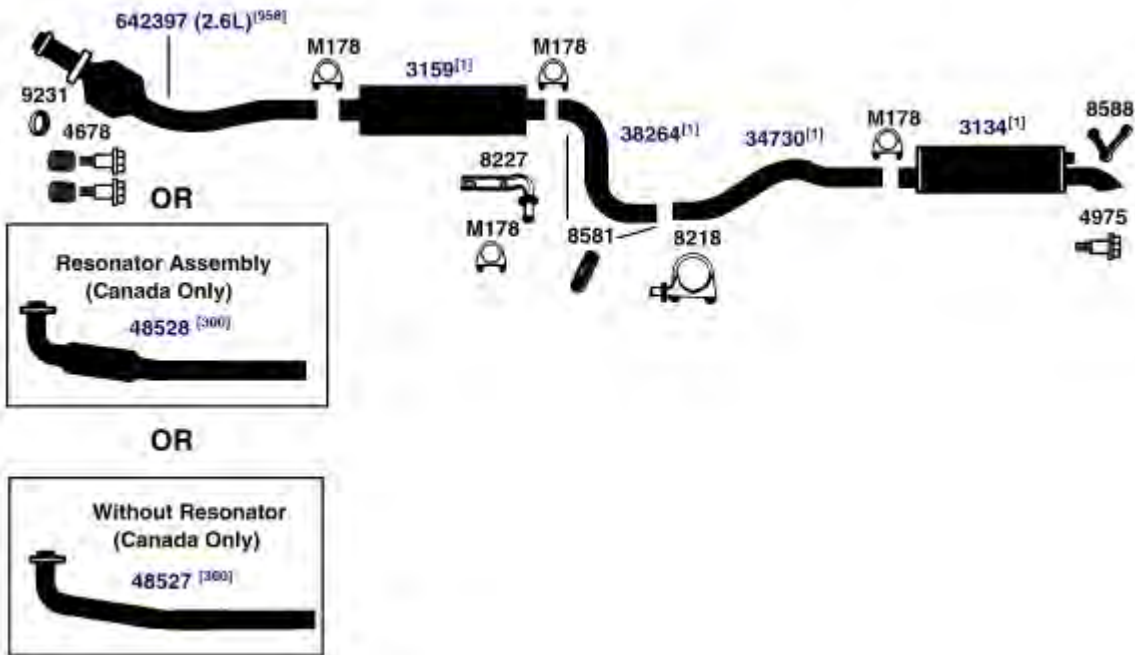 642397 (2.6L)[958]
M178
M178
3159[1]
9231
4678
38264[1]
34730[1]
M178
3134[1]
8588
8227
OR
M178
8581
8218
4975
Resonator Assembly
(Canada Only)
48528 [300]
OR
Without Resonator
(Canada Only)
48527 [300]